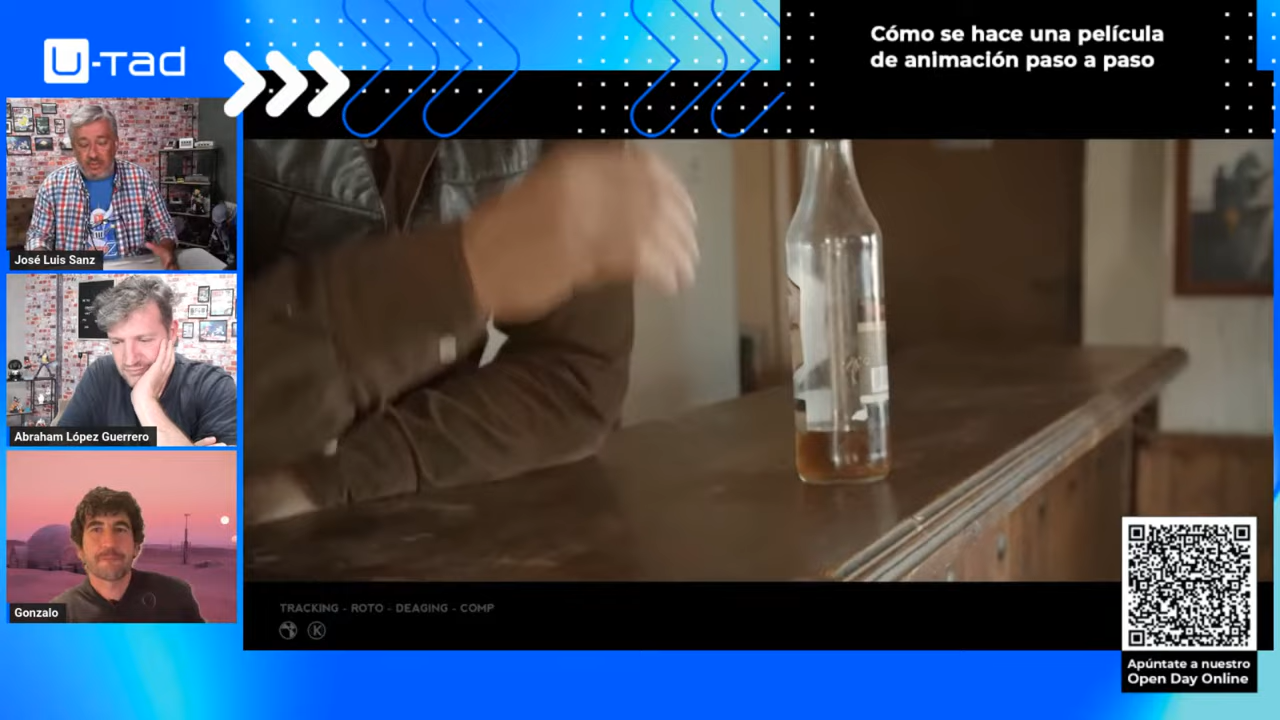 U-TAD
Cómo se hace una película
de animación paso a paso
José Luis Sanz
Abraham López Guerrero
Gonzalo
TRACKING - ROTO - DEAGING - COMP
K
Apúntate a nuestro
Open Day Online